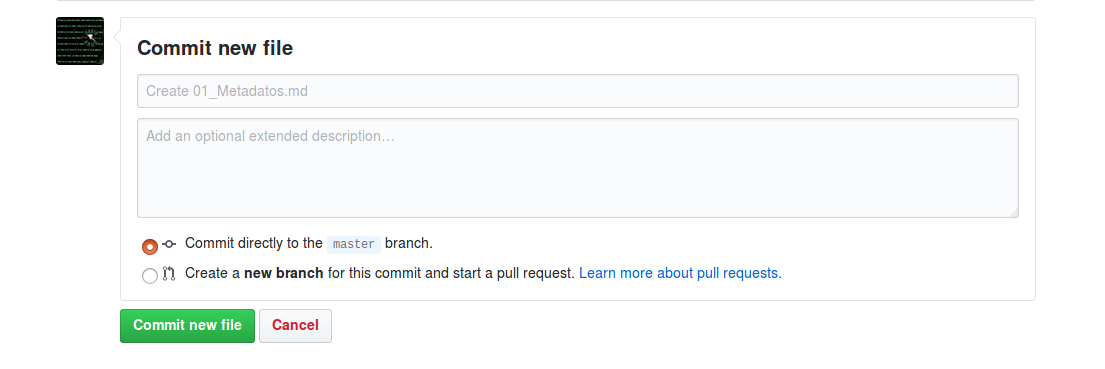 Commit new file
Create 01_Metadatos.md
Add an optional extended description…
Commit directly to the master branch.
Create a new branch for this commit and start a pull request. Learn more about pull requests.
Commit new file Cancel